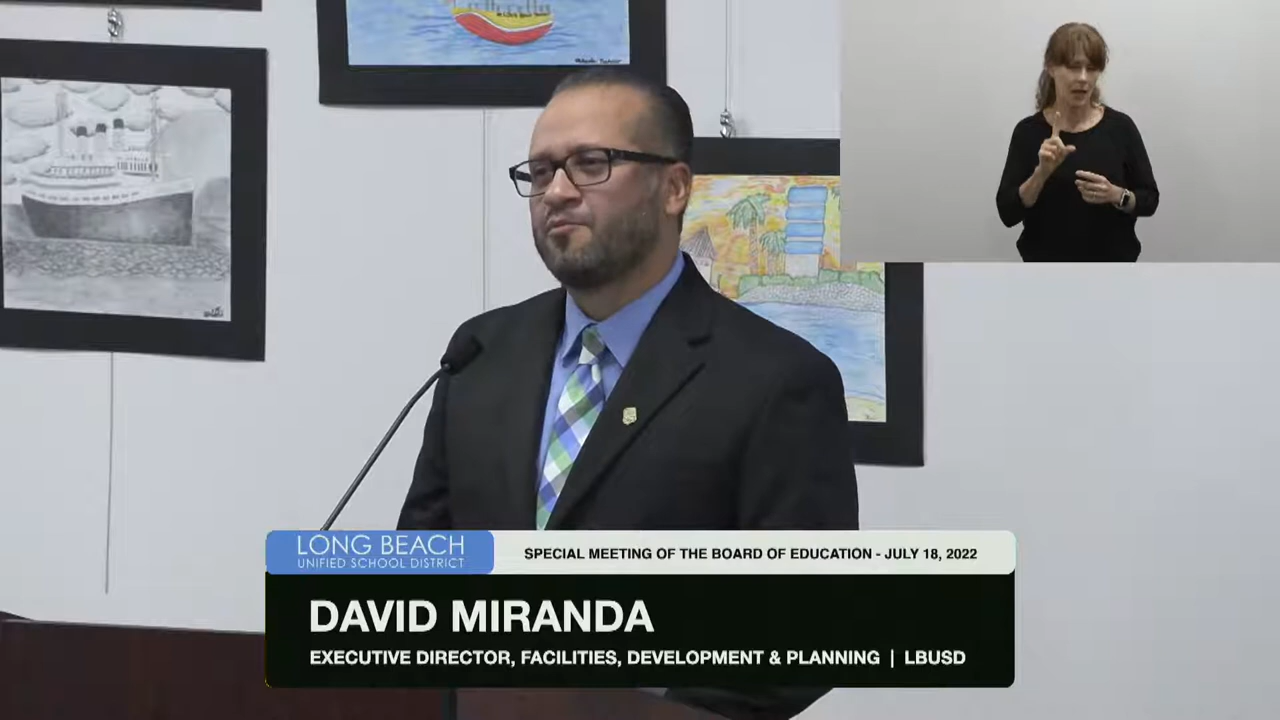 LONG BEACH
UNIFIED SCHOOL DISTRICT
SPECIAL MEETING OF THE BOARD OF EDUCATION - JULY 18, 2022
DAVID MIRANDA
EXECUTIVE DIRECTOR, FACILITIES, DEVELOPMENT & PLANNING | LBUSD